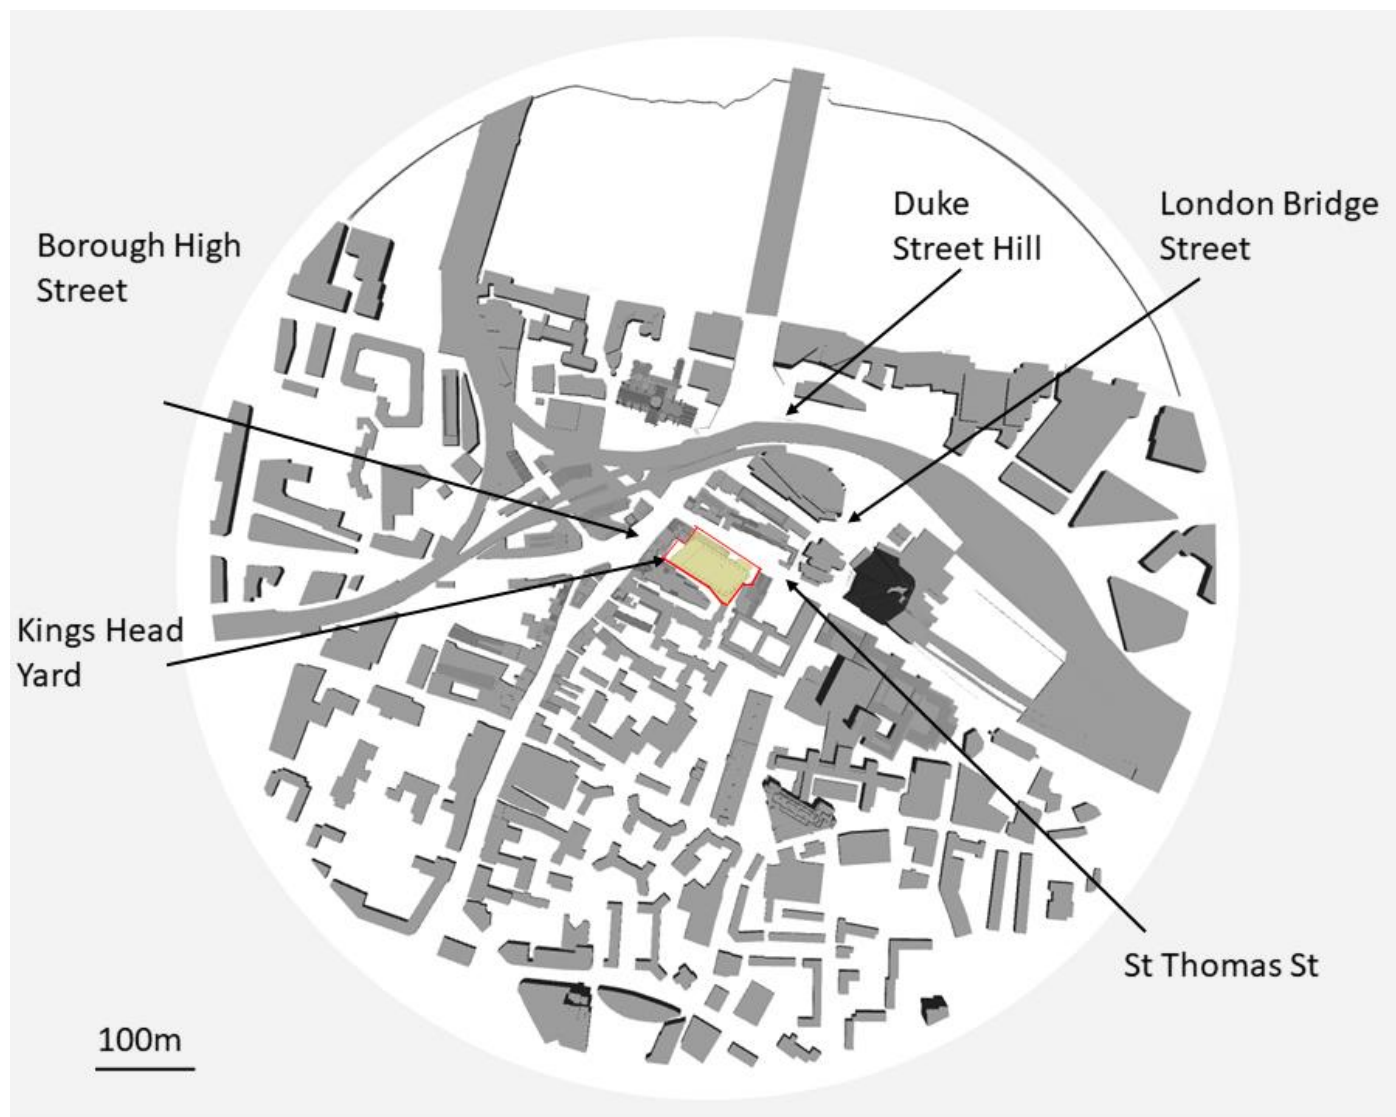 Duke
Street Hill
London Bridge
Street
Borough High
Street
Kings Head
Yard
St Thomas St
100m